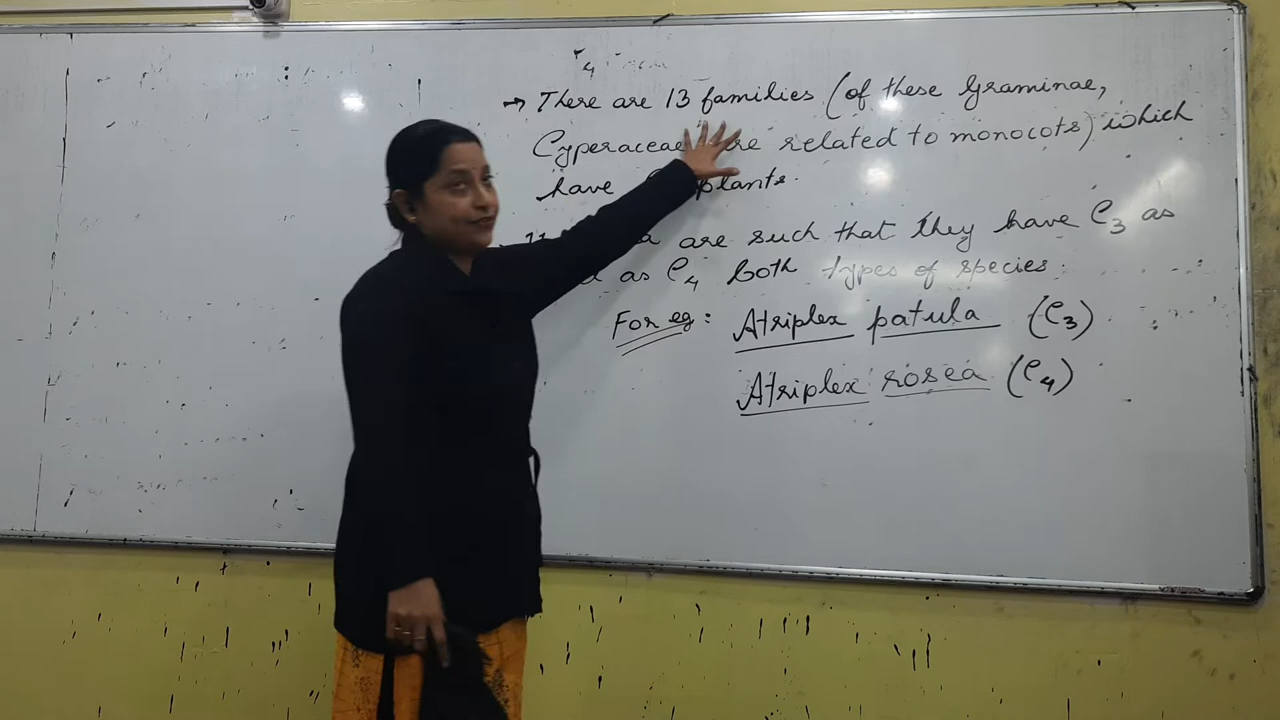 → There are 13 families (of these Graminae,
Cyperaceae are related to monocots) which
have plants.
are such that they have C3 as
as C4 both types of species.
For eg: Atriplex patula (C3)
Atriplex rosea (C4)